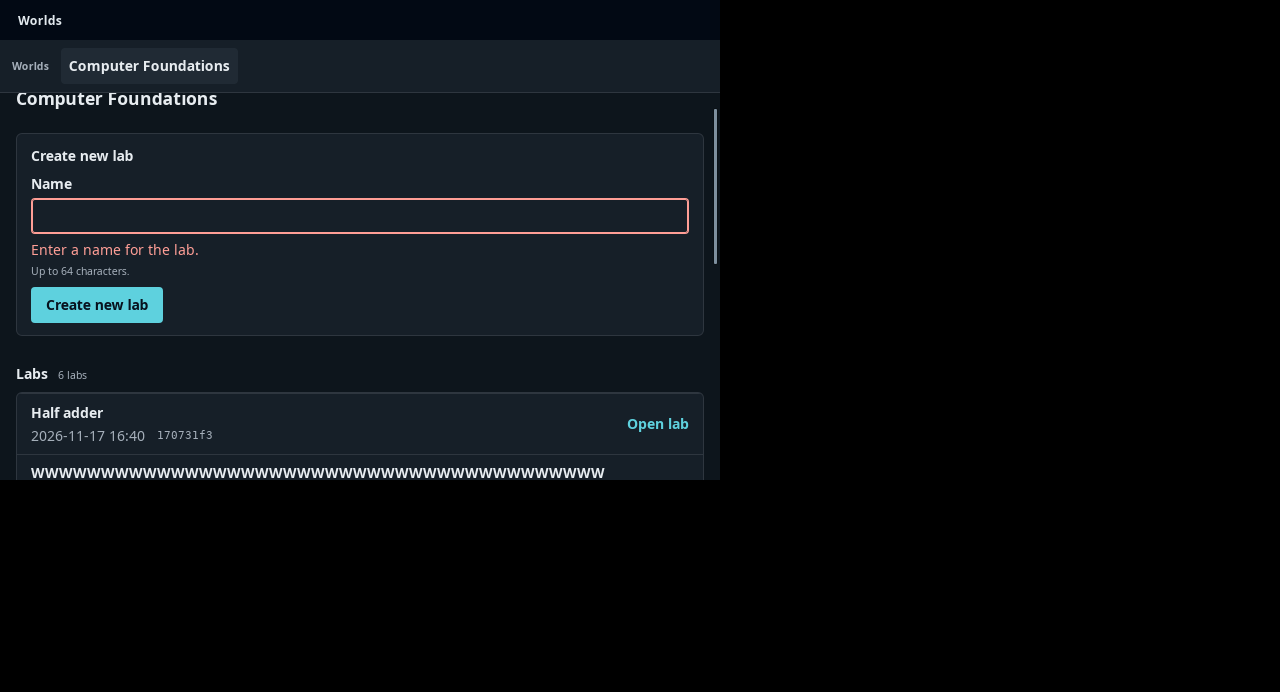 Worlds
Worlds Computer Foundations
Computer Foundations
Create new lab
Name
Enter a name for the lab.
Up to 64 characters.
Create new lab
Labs 6 labs
Half adder
Open lab
2026-11-17 16:40 170731f3
WWWWWWWWWWWWWWWWWWWWWWWWWWWWWWWWWWWWWWWW